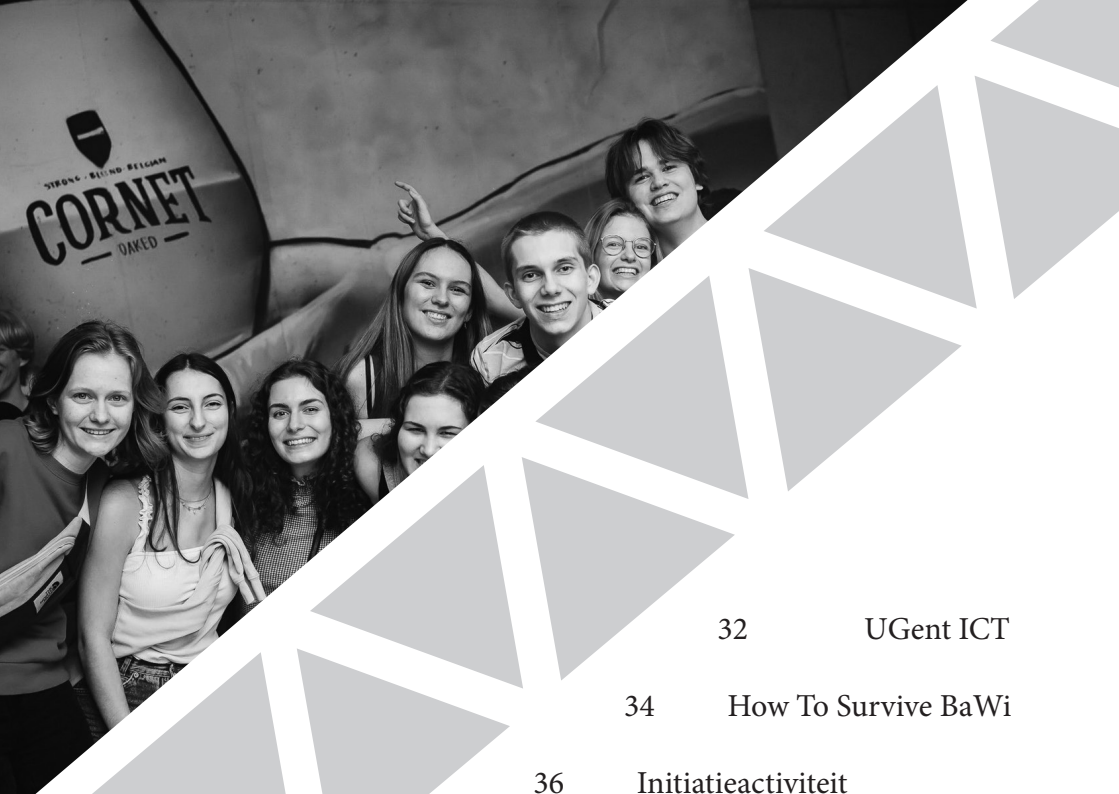 STRONG · BLOND · BELGIAN
CORNET
OAKED
32 UGent ICT
34 How To Survive BaWi
36 Initiatieactiviteit